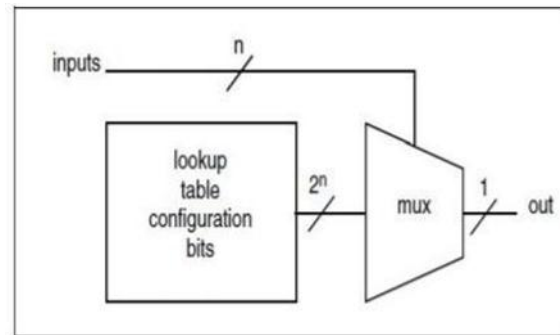 n
inputs
lookup
table
configuration
bits
2ⁿ
mux
1
out